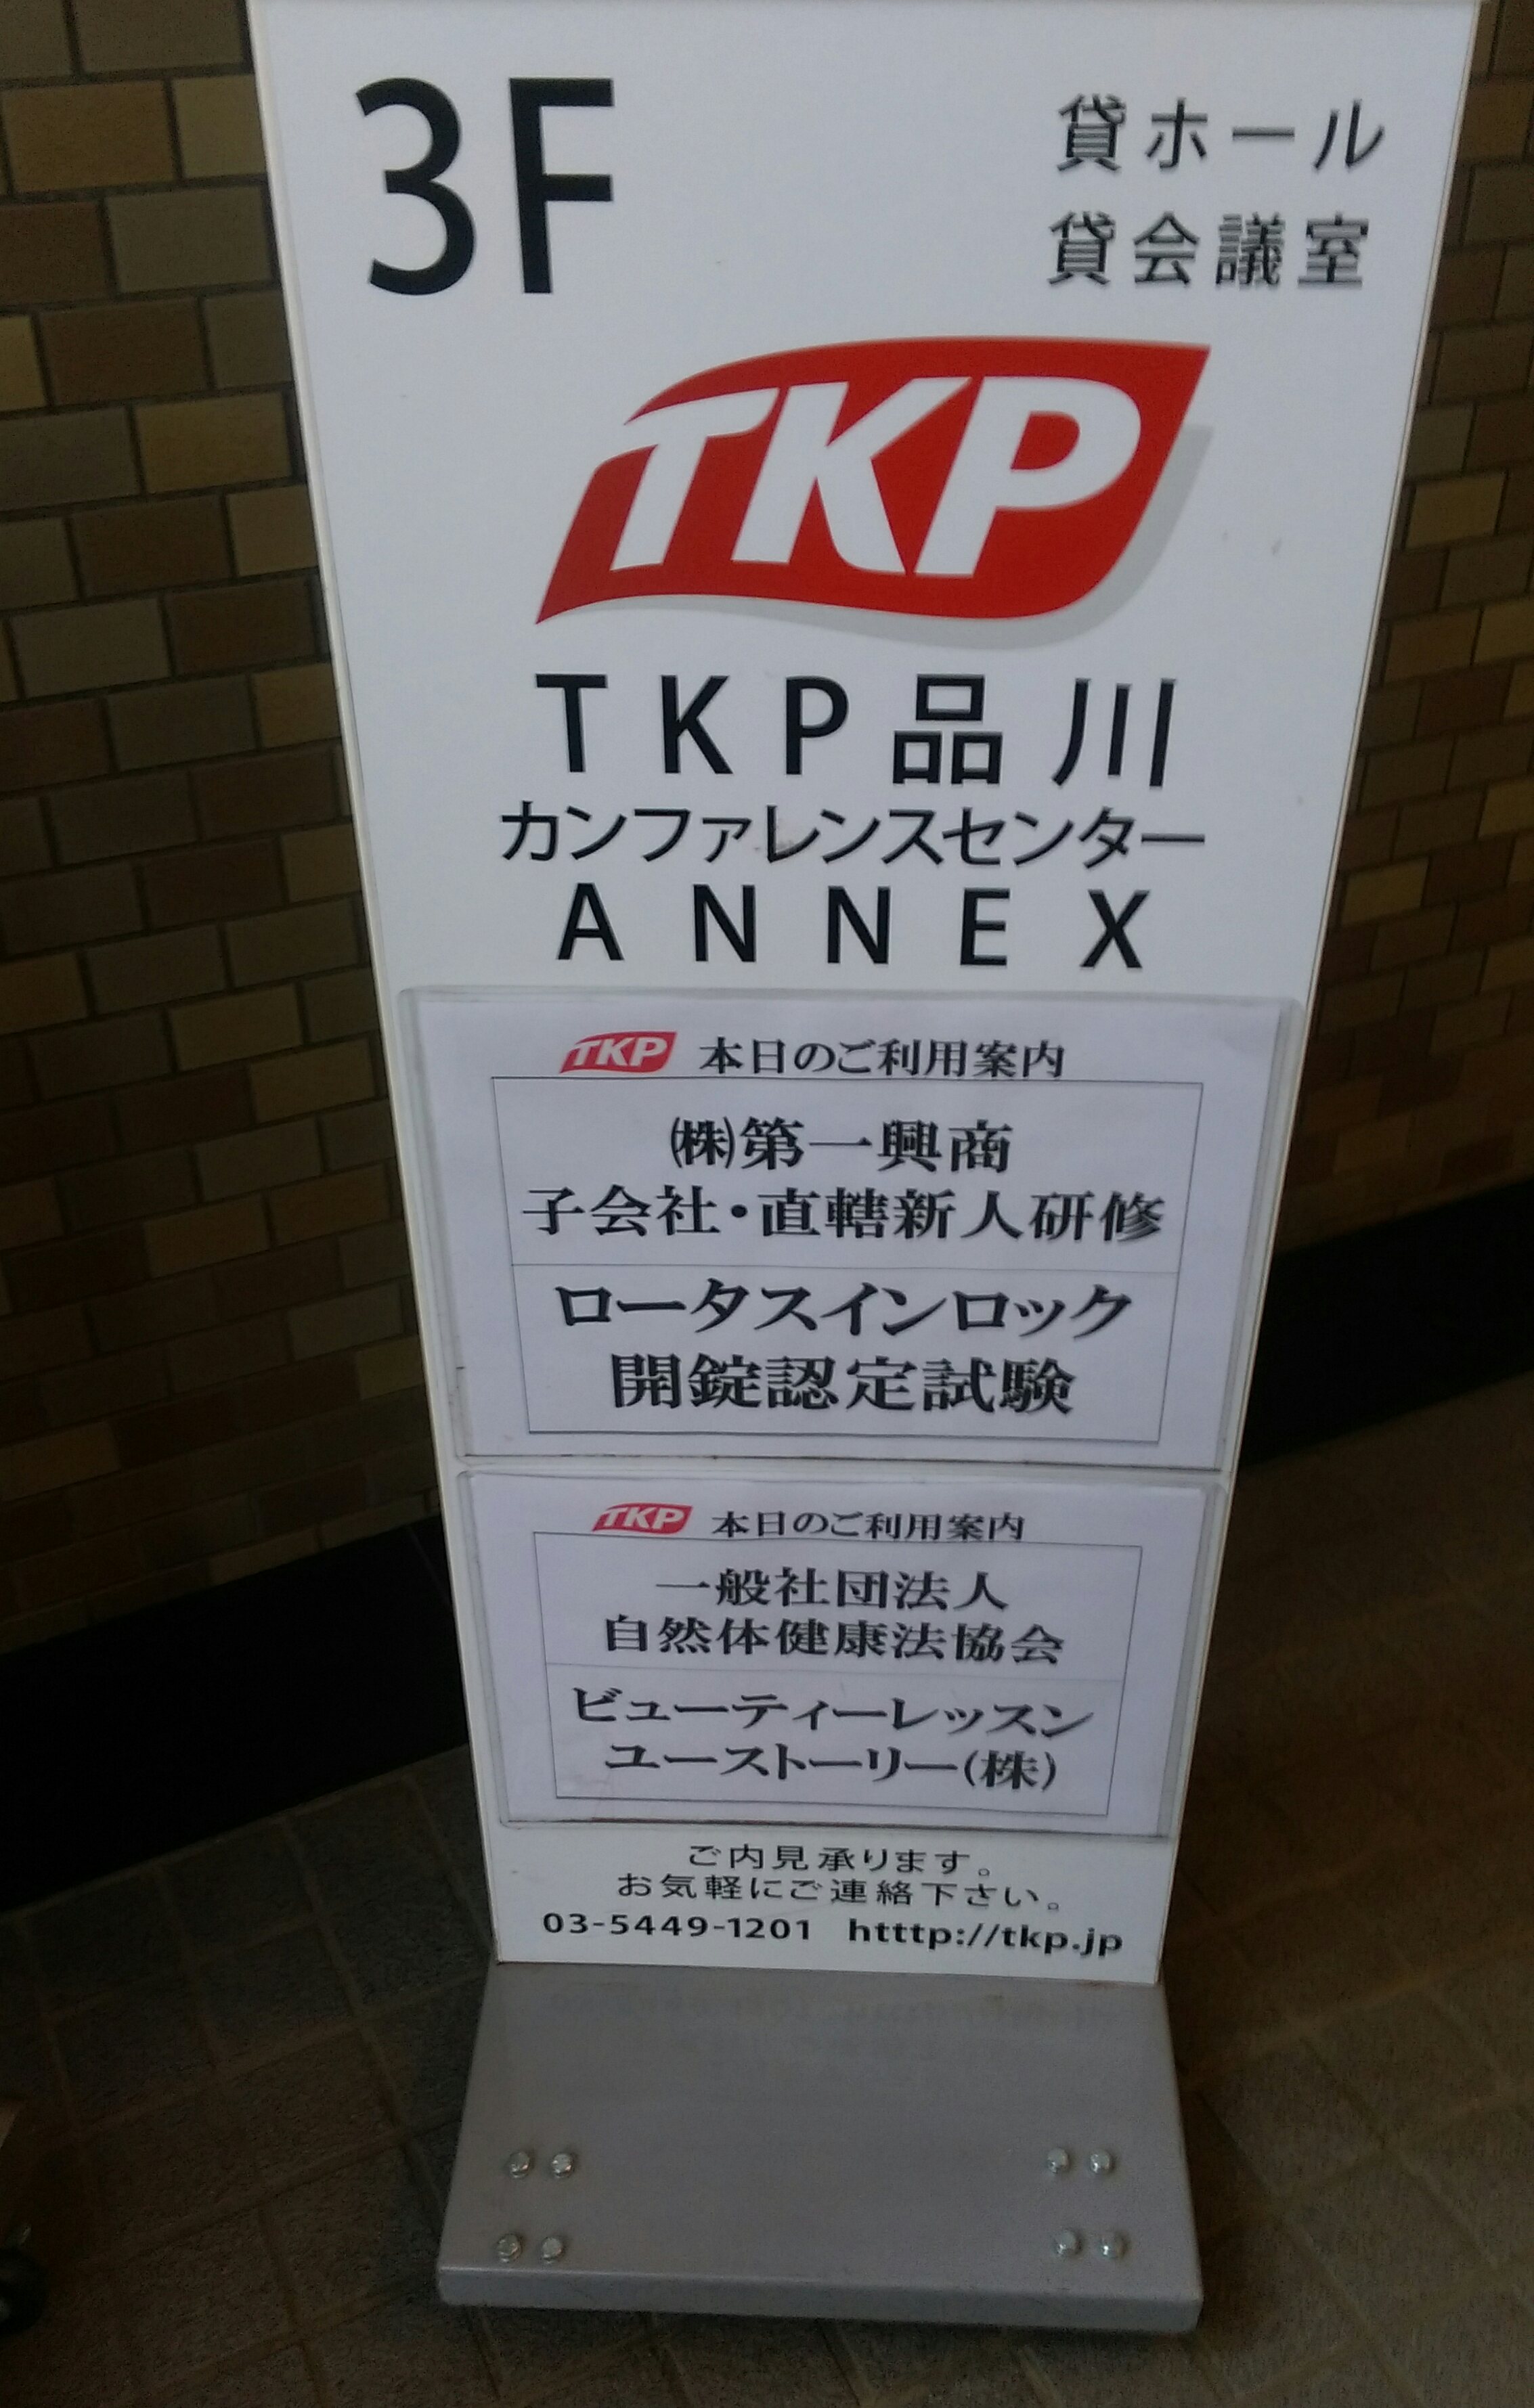 3F
貸ホール
貸会議室
TKP
TKP品川
カンファレンスセンター
ANNEX
TKP 本日のご利用案内
㈱第一興商
子会社・直轄新人研修
ロータスインロック
開錠認定試験
TKP 本日のご利用案内
一般社団法人
自然体健康法協会
ビューティーレッスン
ユーストーリー(株)
ご内見承ります。
お気軽にご連絡下さい。
03-5449-1201 htttp://tkp.jp